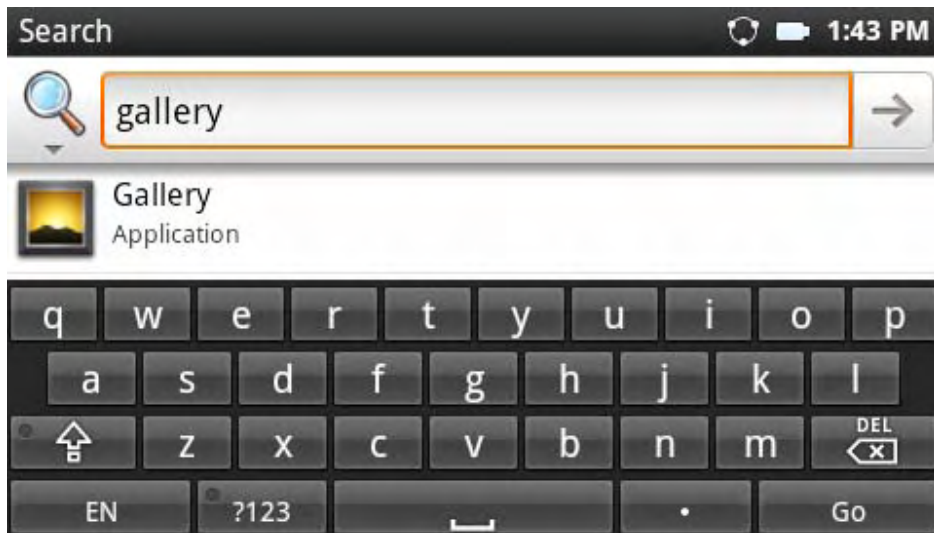 Search 1:43 PM
gallery
Gallery
Application
q w e r t y u i o p
a s d f g h j k l
z x c v b n m DEL
EN ?123 . Go